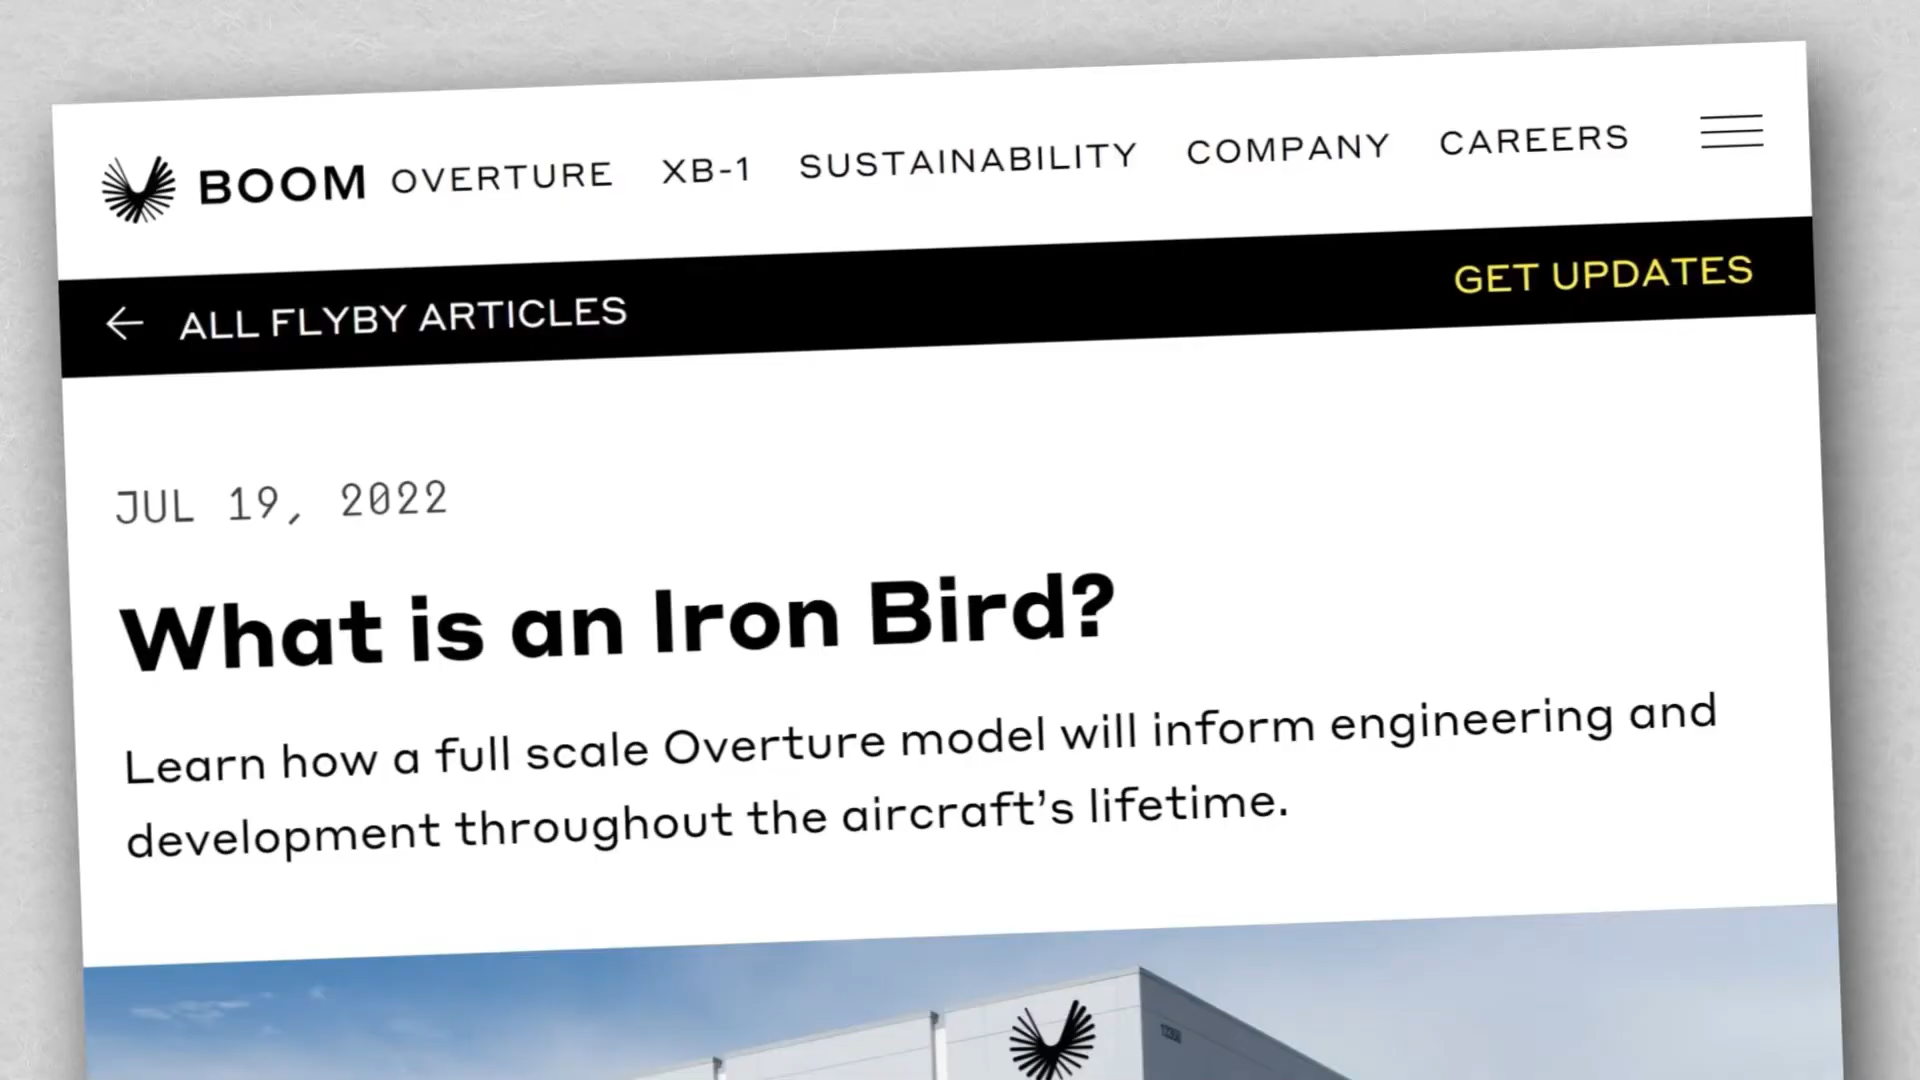 BOOM OVERTURE XB-1 SUSTAINABILITY COMPANY CAREERS
← ALL FLYBY ARTICLES GET UPDATES
JUL 19, 2022
What is an Iron Bird?
Learn how a full scale Overture model will inform engineering and
development throughout the aircraft’s lifetime.